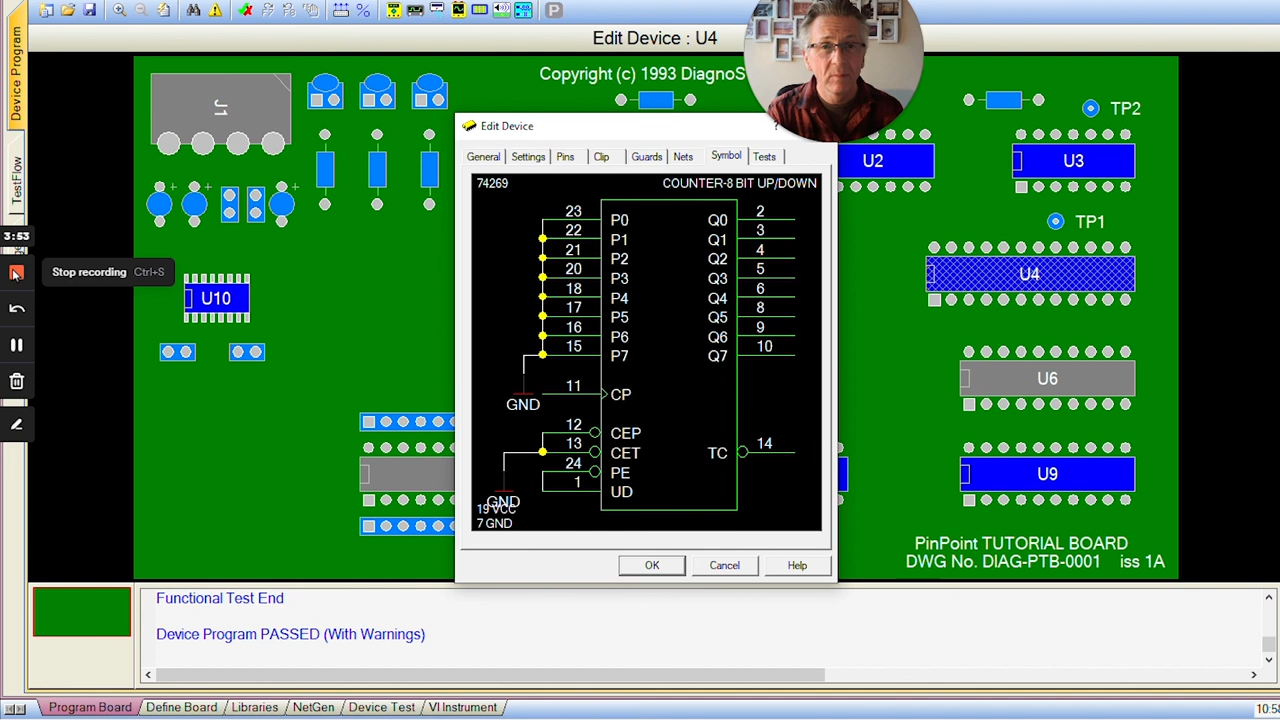 Edit Device : U4
Device Program
TestFlow
3:53
Stop recording Ctrl+S
Copyright (c) 1993 DiagnoS
J1
U10
TP2
U2
U3
TP1
U4
U6
U9
PinPoint TUTORIAL BOARD
DWG No. DIAG-PTB-0001 iss 1A
Edit Device
?
General
Settings
Pins
Clip
Guards
Nets
Symbol
Tests
74269 COUNTER-8 BIT UP/DOWN
23 P0 Q0 2
22 P1 Q1 3
21 P2 Q2 4
20 P3 Q3 5
18 P4 Q4 6
17 P5 Q5 8
16 P6 Q6 9
15 P7 Q7 10
11 CP
GND
12 CEP
13 CET TC 14
24 PE
1 UD
GND
19 VCC
7 GND
OK
Cancel
Help
Functional Test End
Device Program PASSED (With Warnings)
Program Board
Define Board
Libraries
NetGen
Device Test
VI Instrument
P
%